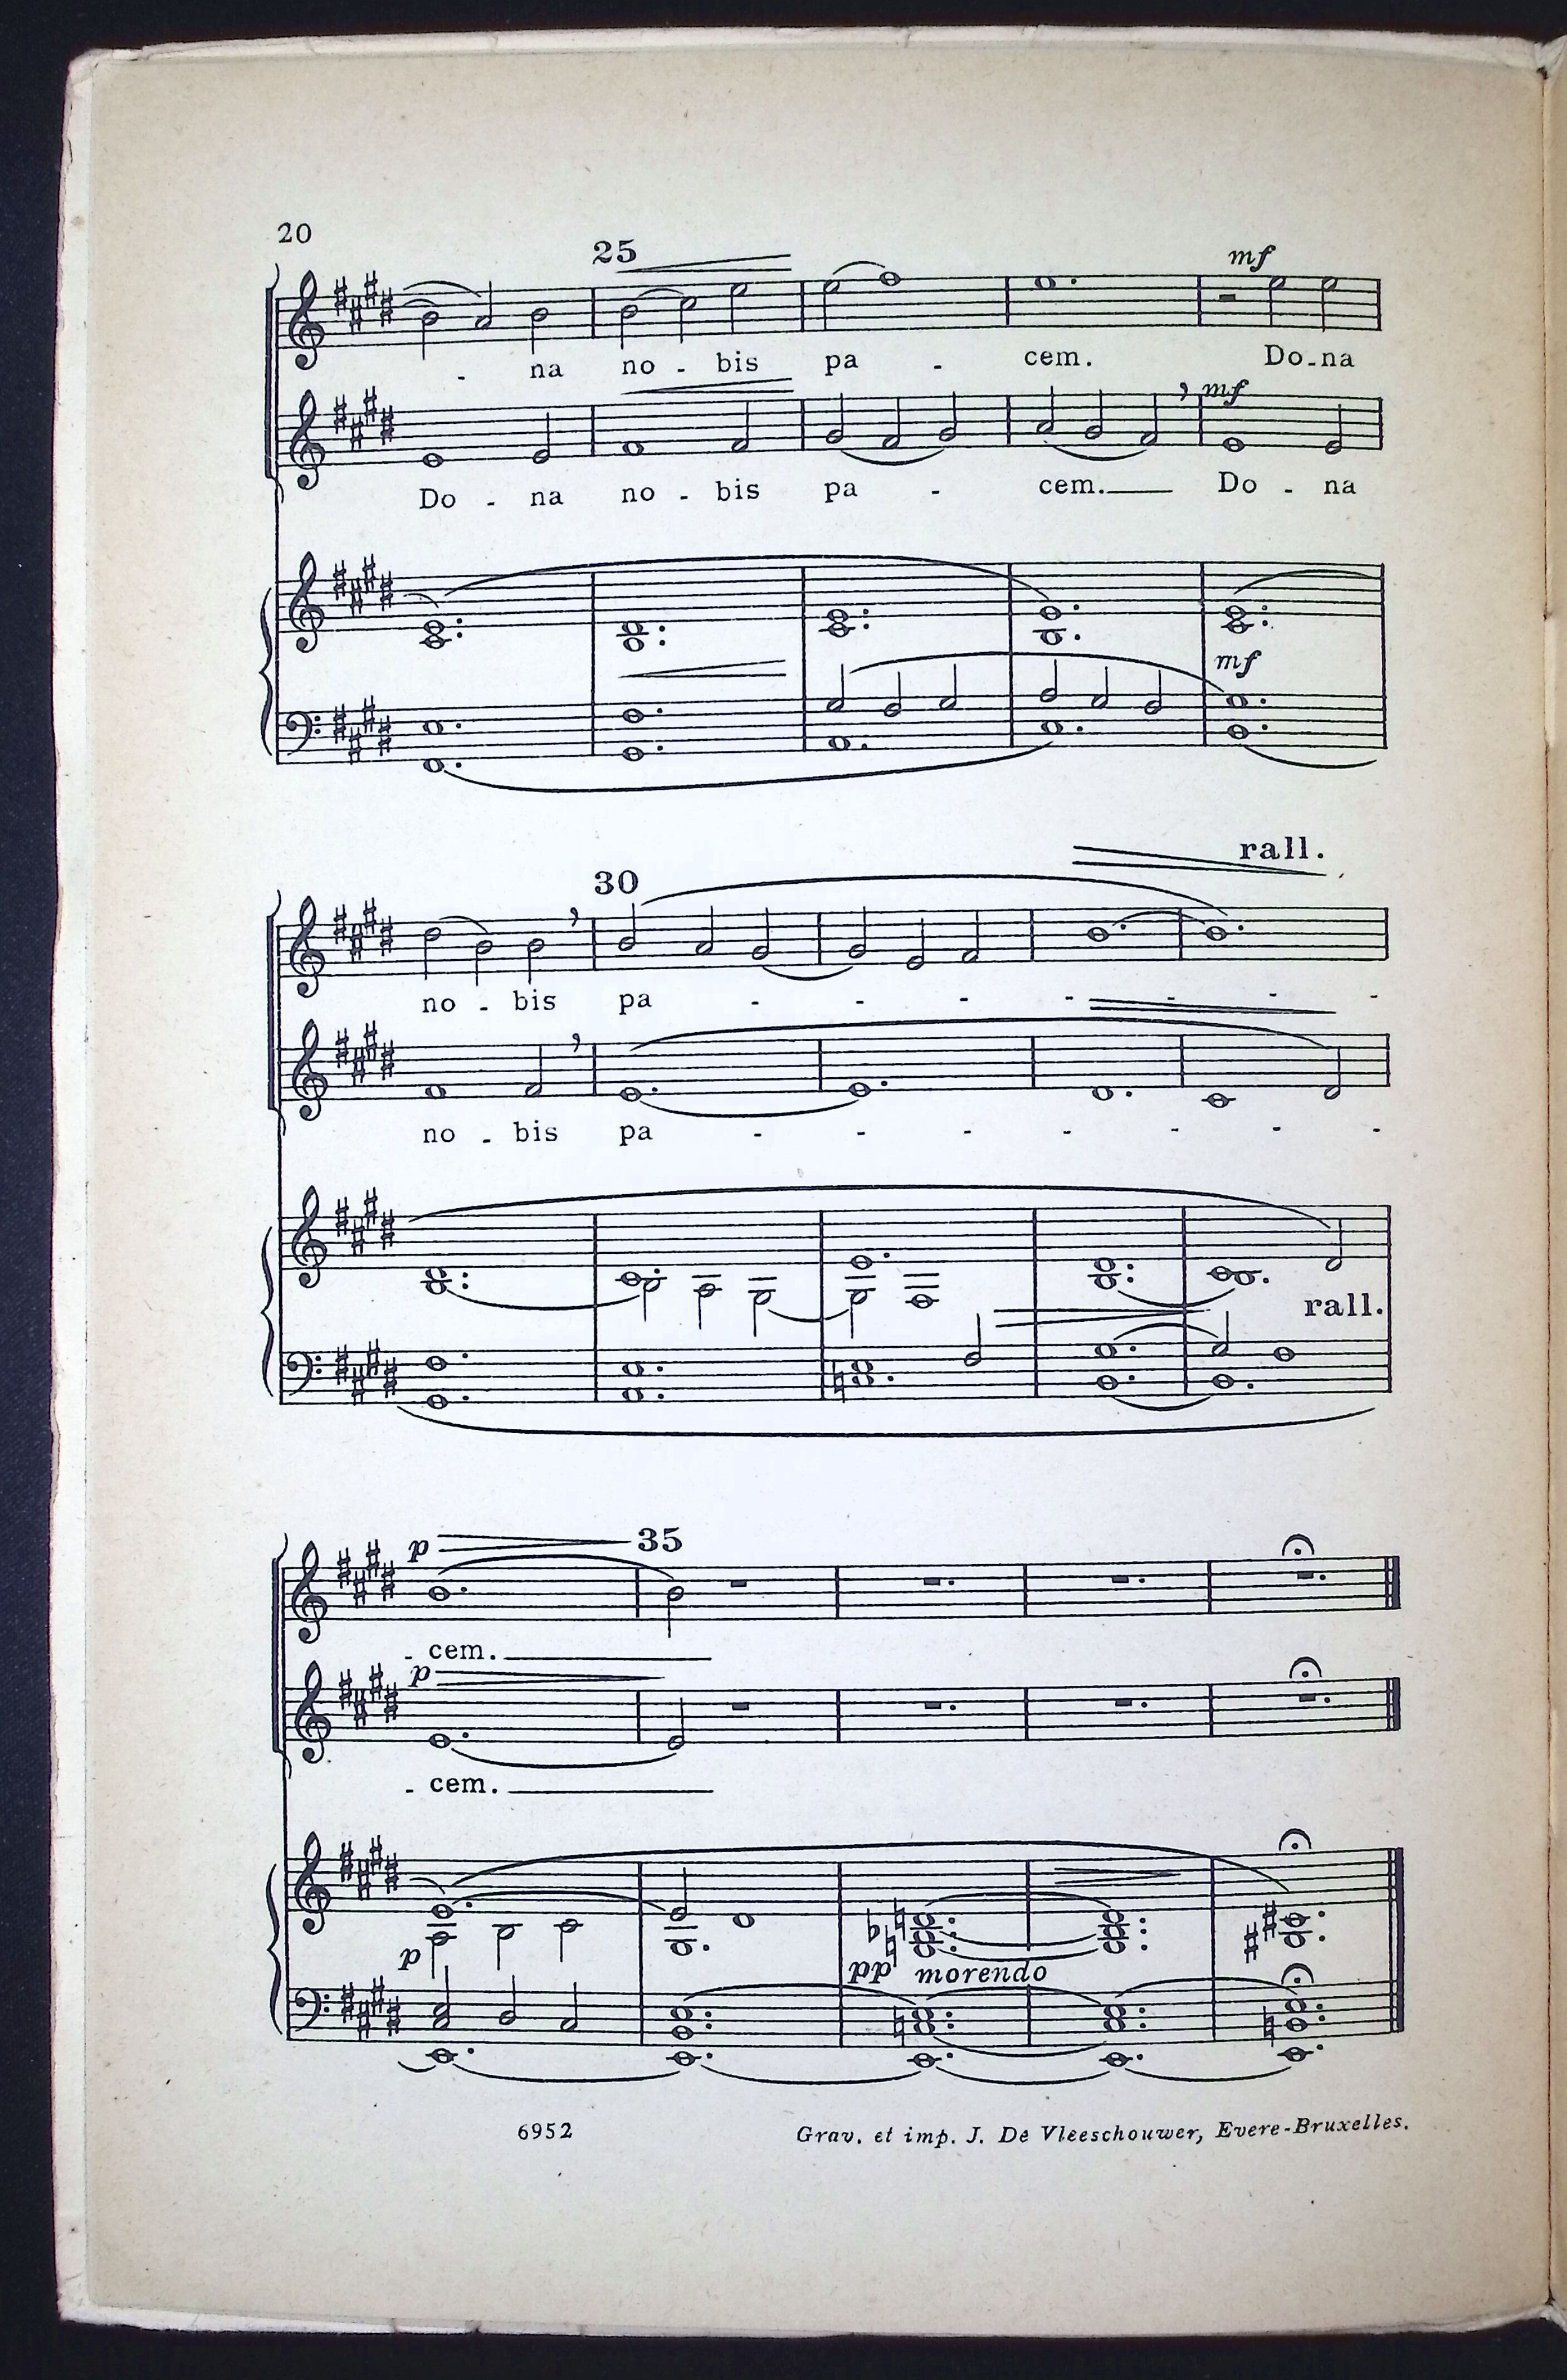 20
25
mf
- na no - bis pa - cem. Do-na
mf
Do - na no - bis pa - cem. Do - na
mf
rall.
30
no - bis pa - - - - - - -
no - bis pa - - - - - - -
rall.
p 35
- cem.
p
- cem.
p
pp morendo
6952 Grav. et imp. J. De Vleeschouwer, Evere-Bruxelles.